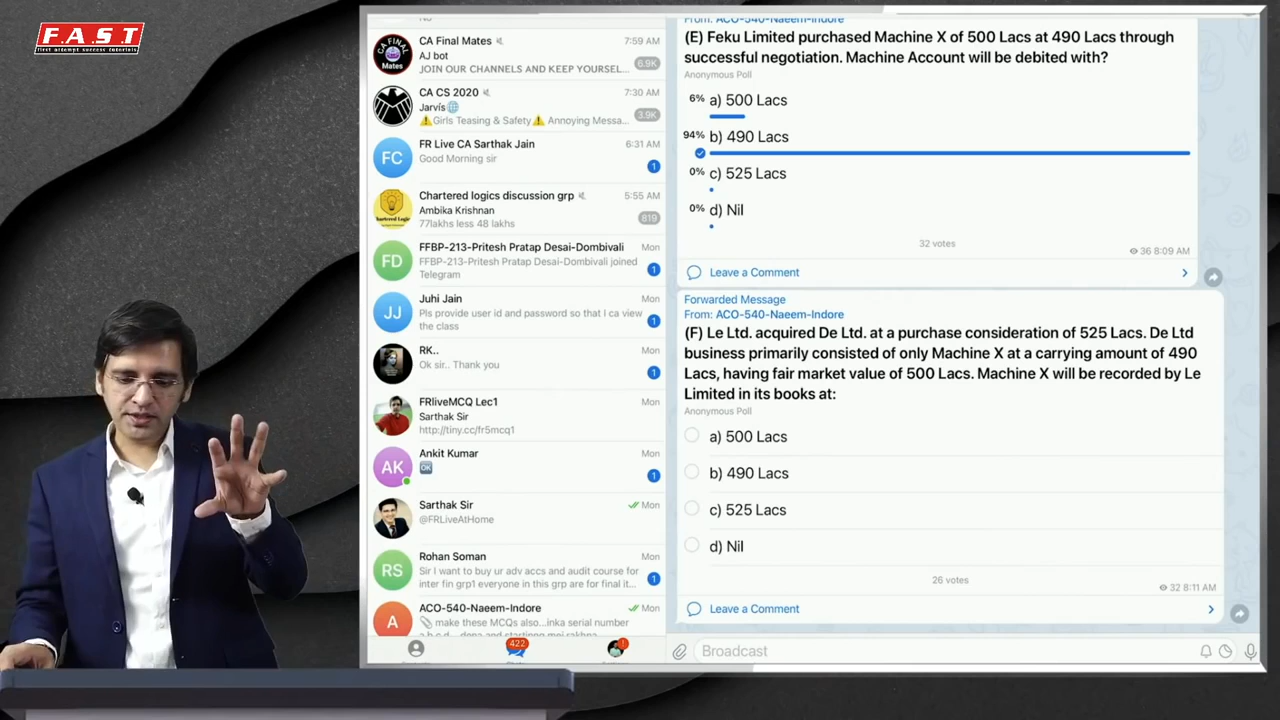 F.A.S.T
first attempt success tutorials
CA Final Mates
7:59 AM
AJ bot
JOIN OUR CHANNELS AND KEEP YOURSEL...
6.9K
CA FINAL
Mates
CA CS 2020
7:30 AM
Jarvis
⚠️Girls Teasing & Safety⚠️ Annoying Messa...
3.9K
FC
FR Live CA Sarthak Jain
6:31 AM
Good Morning sir
1
Chartered logics discussion grp
5:55 AM
Ambika Krishnan
77lakhs less 48 lakhs
819
FD
FFBP-213-Pritesh Pratap Desai-Dombivali
Mon
FFBP-213-Pritesh Pratap Desai-Dombivali joined
Telegram
1
JJ
Juhi Jain
Mon
Pls provide user id and password so that I ca view
the class
1
RK..
Mon
Ok sir.. Thank you
1
FRliveMCQ Lec1
Mon
Sarthak Sir
http://tiny.cc/fr5mcq1
AK
Ankit Kumar
Mon
OK
1
Sarthak Sir
Mon
@FRLiveAtHome
RS
Rohan Soman
Mon
Sir I want to buy ur adv accs and audit course for
inter fin grp1 everyone in this grp are for final it...
1
A
ACO-540-Naeem-Indore
Mon
make these MCQs also...inka serial number
422
!
From: ACO-540-Naeem-Indore
(E) Feku Limited purchased Machine X of 500 Lacs at 490 Lacs through
successful negotiation. Machine Account will be debited with?
Anonymous Poll
6% a) 500 Lacs
94% b) 490 Lacs
0% c) 525 Lacs
0% d) Nil
32 votes
36 8:09 AM
Leave a Comment
Forwarded Message
From: ACO-540-Naeem-Indore
(F) Le Ltd. acquired De Ltd. at a purchase consideration of 525 Lacs. De Ltd
business primarily consisted of only Machine X at a carrying amount of 490
Lacs, having fair market value of 500 Lacs. Machine X will be recorded by Le
Limited in its books at:
Anonymous Poll
a) 500 Lacs
b) 490 Lacs
c) 525 Lacs
d) Nil
26 votes
32 8:11 AM
Leave a Comment
Broadcast